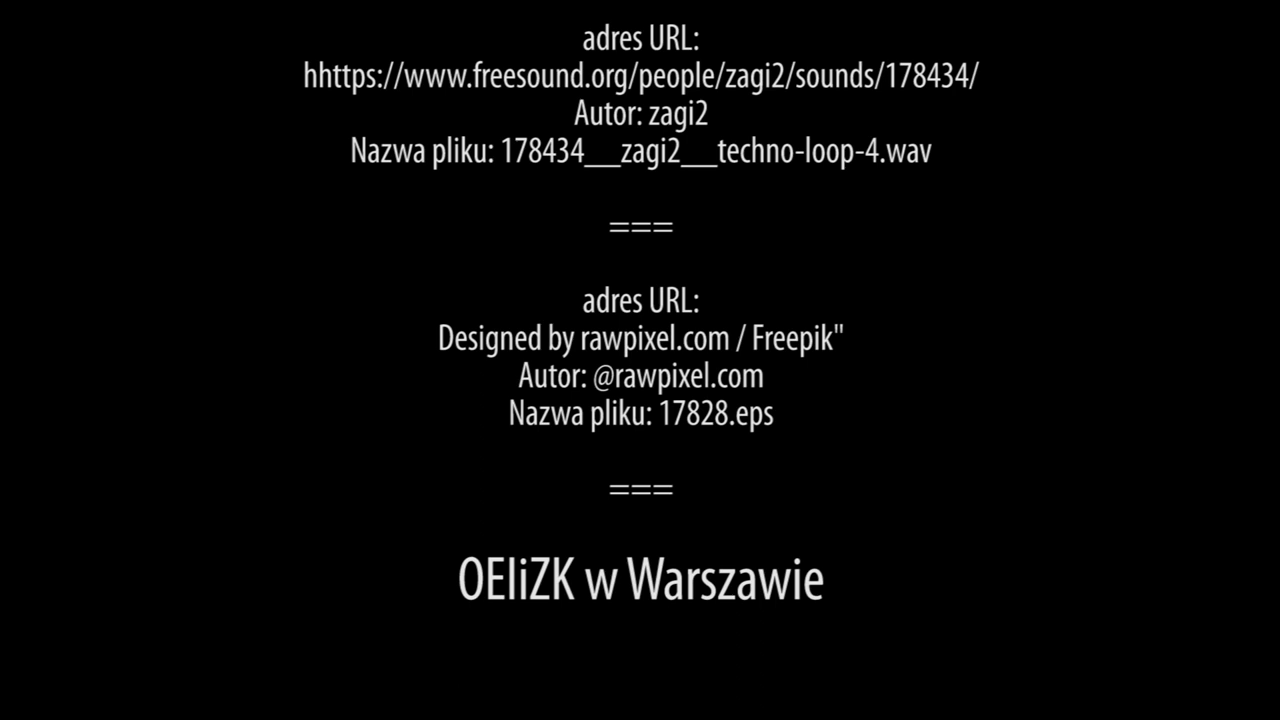 adres URL:
hhttps://www.freesound.org/people/zagi2/sounds/178434/
Autor: zagi2
Nazwa pliku: 178434__zagi2__techno-loop-4.wav
===
adres URL:
Designed by rawpixel.com / Freepik"
Autor: @rawpixel.com
Nazwa pliku: 17828.eps
===
OEIiZK w Warszawie